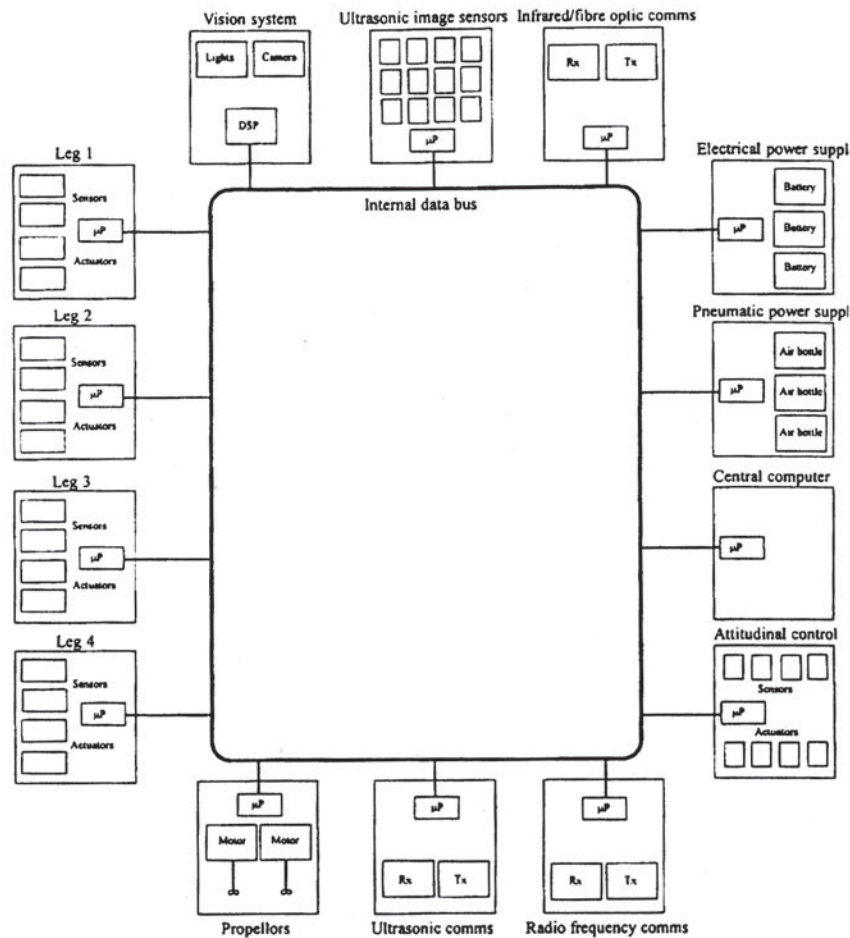 Vision system
Ultrasonic image sensors
Infrared/fibre optic comms
Lights
Camera
DSP
μP
Rx
Tx
μP
Leg 1
Sensors
μP
Actuators
Internal data bus
Electrical power suppl
Battery
μP
Battery
Battery
Leg 2
Sensors
μP
Actuators
Pneumatic power suppl
Air bottle
μP
Air bottle
Air bottle
Leg 3
Sensors
μP
Actuators
Central computer
μP
Leg 4
Sensors
μP
Actuators
Attitudinal control
Sensors
μP
Actuators
μP
Motor
Motor
Propellors
μP
Rx
Tx
Ultrasonic comms
μP
Rx
Tx
Radio frequency comms